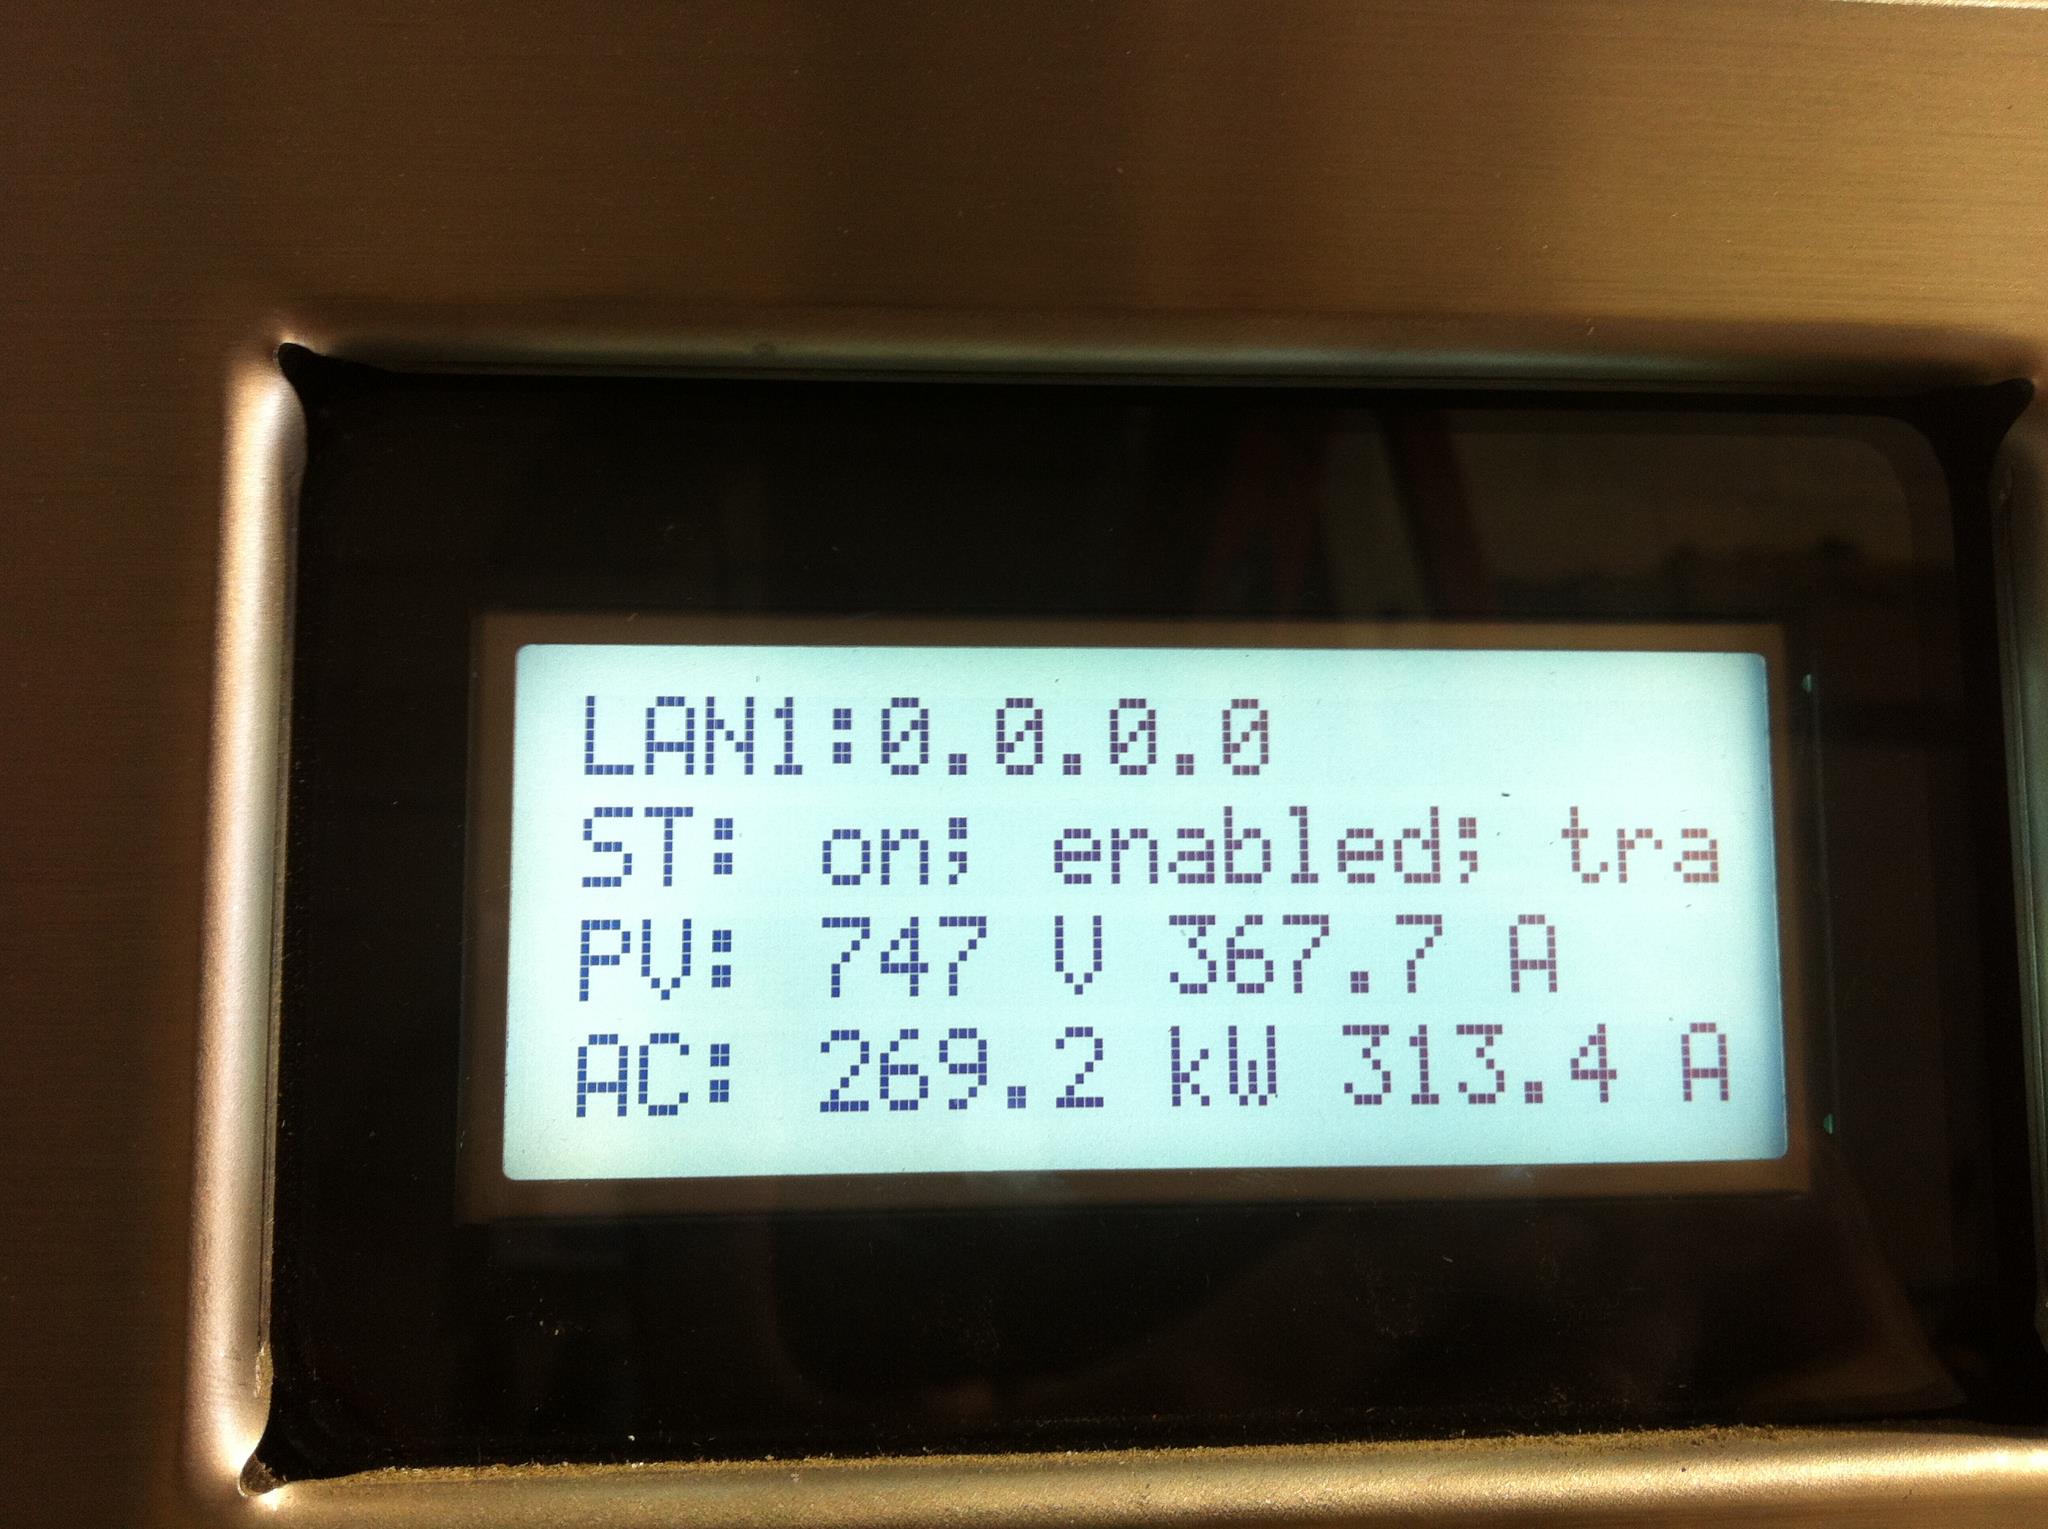 LAN1:0.0.0.0
ST: on; enabled; tra
PV: 747 V 367.7 A
AC: 269.2 kW 313.4 A